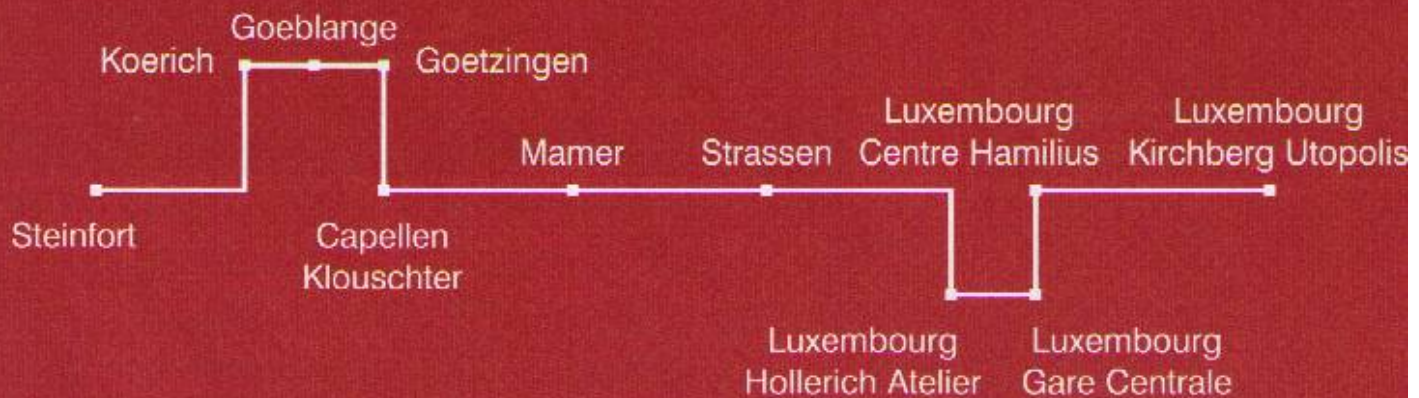 Goeblange
Koerich
Goetzingen
Luxembourg
Centre Hamilius
Luxembourg
Kirchberg Utopolis
Mamer
Strassen
Steinfort
Capellen
Klouschter
Luxembourg
Hollerich Atelier
Luxembourg
Gare Centrale